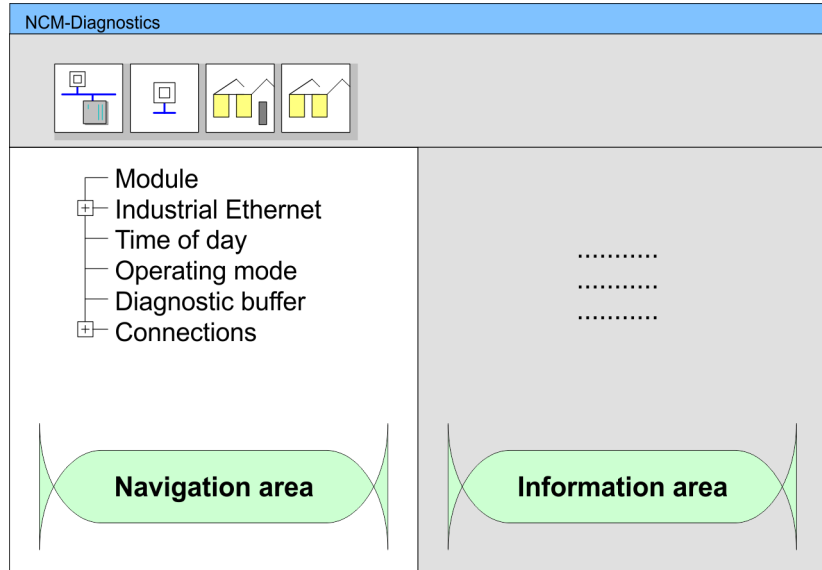 NCM-Diagnostics
Module
Industrial Ethernet
Time of day
Operating mode
Diagnostic buffer
Connections
...........
...........
...........
Navigation area
Information area